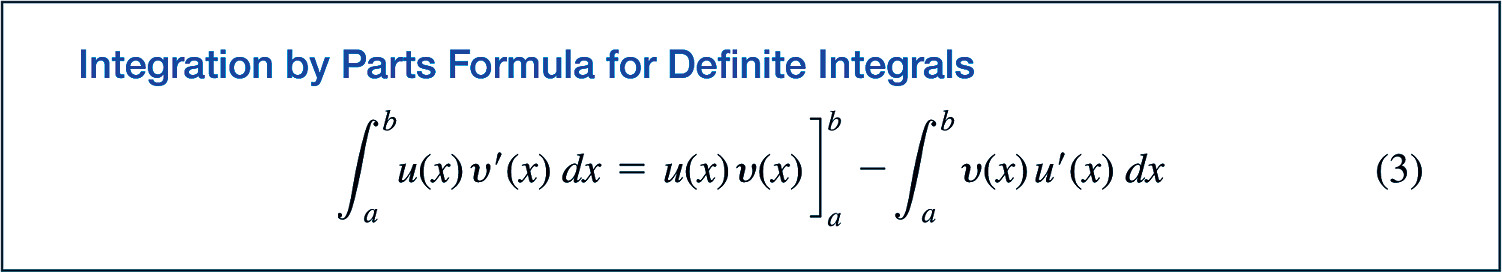 Integration by Parts Formula for Definite Integrals
∫_a^b u(x) v′(x) dx = u(x) v(x)]_a^b − ∫_a^b v(x) u′(x) dx (3)